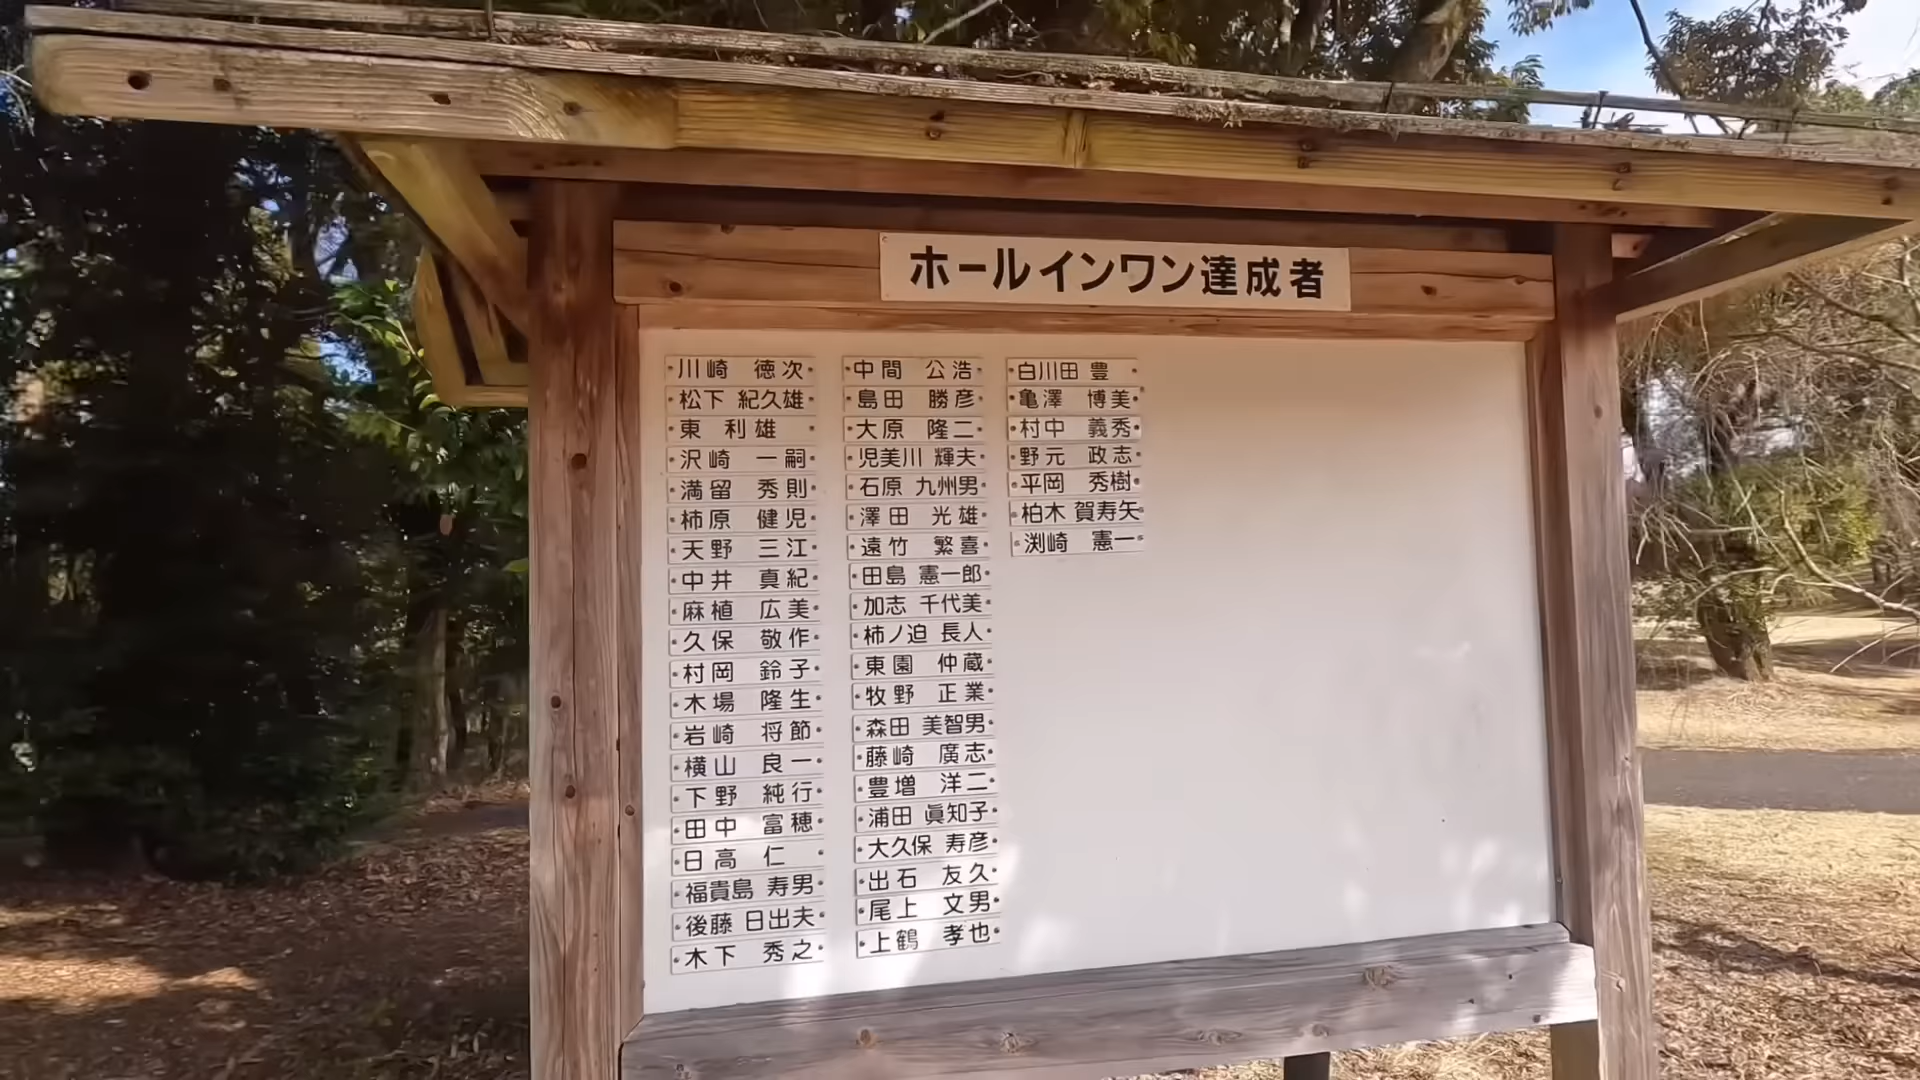 ホールインワン達成者
川崎 徳次
松下 紀久雄
東 利雄
沢崎 一嗣
満留 秀則
柿原 健児
天野 三江
中井 真紀
麻植 広美
久保 敬作
村岡 鈴子
木場 隆生
岩崎 将節
横山 良一
下野 純行
田中 富穂
日高 仁
福貴島 寿男
後藤 日出夫
木下 秀之
中間 公浩
島田 勝彦
大原 隆二
児美川 輝夫
石原 九州男
澤田 光雄
遠竹 繁喜
田島 憲一郎
加志 千代美
柿ノ迫 長人
東園 仲蔵
牧野 正業
森田 美智男
藤崎 廣志
豊増 洋二
浦田 眞知子
大久保 寿彦
出石 友久
尾上 文男
上鶴 孝也
白川田 豊
亀澤 博美
村中 義秀
野元 政志
平岡 秀樹
柏木 賀寿矢
渕崎 憲一